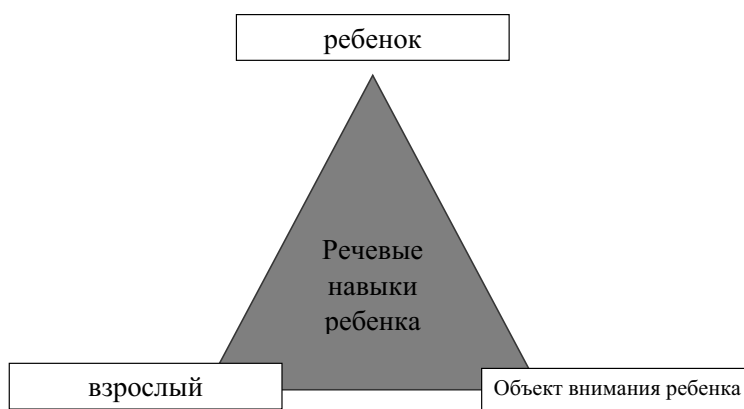 ребенок
Речевые
навыки
ребенка
взрослый
Объект внимания ребенка